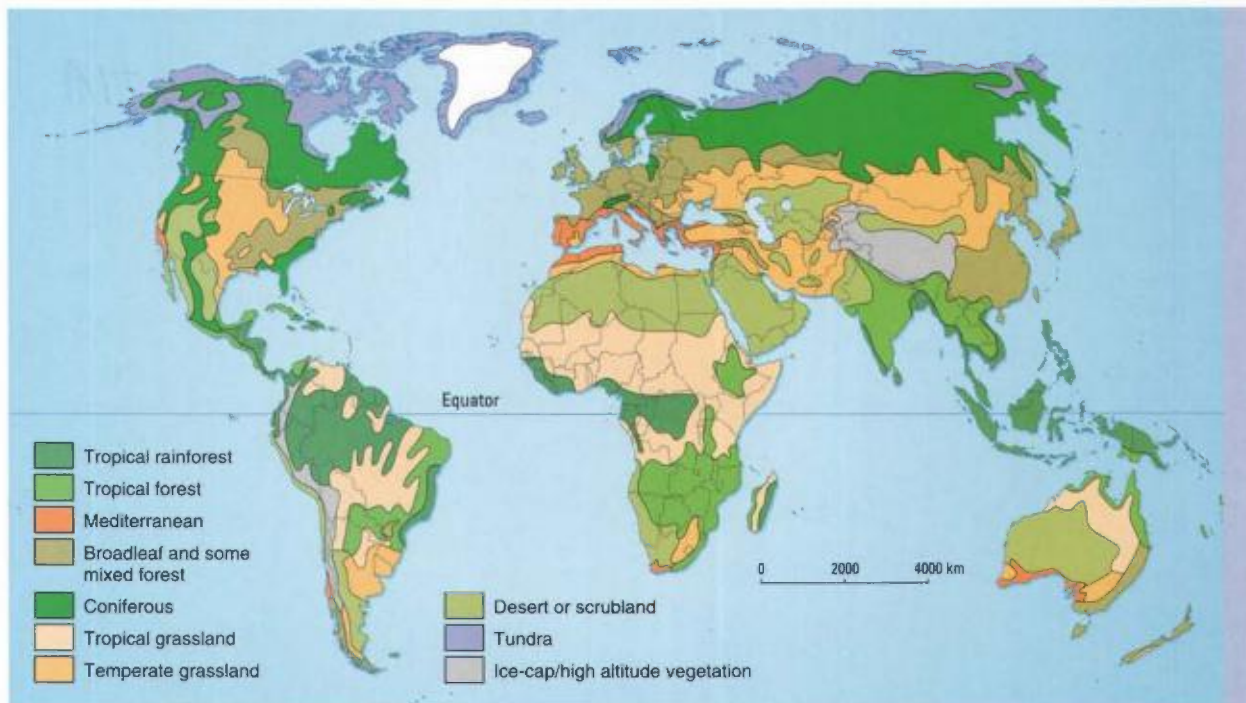 Equator
Tropical rainforest
Tropical forest
Mediterranean
Broadleaf and some
mixed forest
Coniferous
Tropical grassland
Temperate grassland
Desert or scrubland
Tundra
Ice-cap/high altitude vegetation
0 2000 4000 km